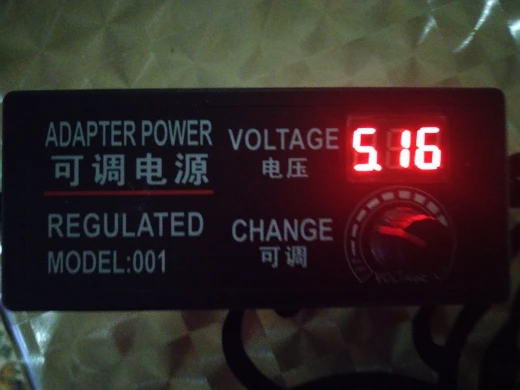 ADAPTER POWER
可调电源
REGULATED
MODEL:001
VOLTAGE
电压
5.16
CHANGE
可调